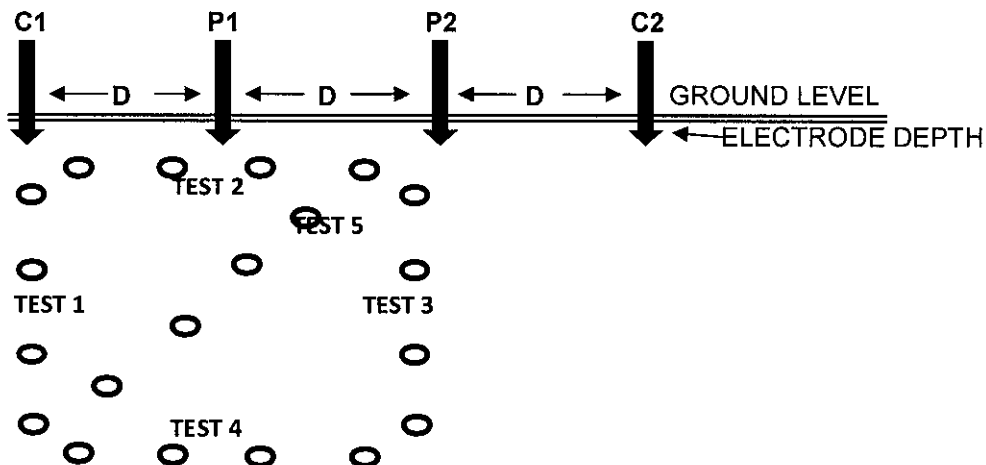 C1 P1 P2 C2
D D D
GROUND LEVEL
ELECTRODE DEPTH
TEST 2
TEST 5
TEST 1 TEST 3
TEST 4